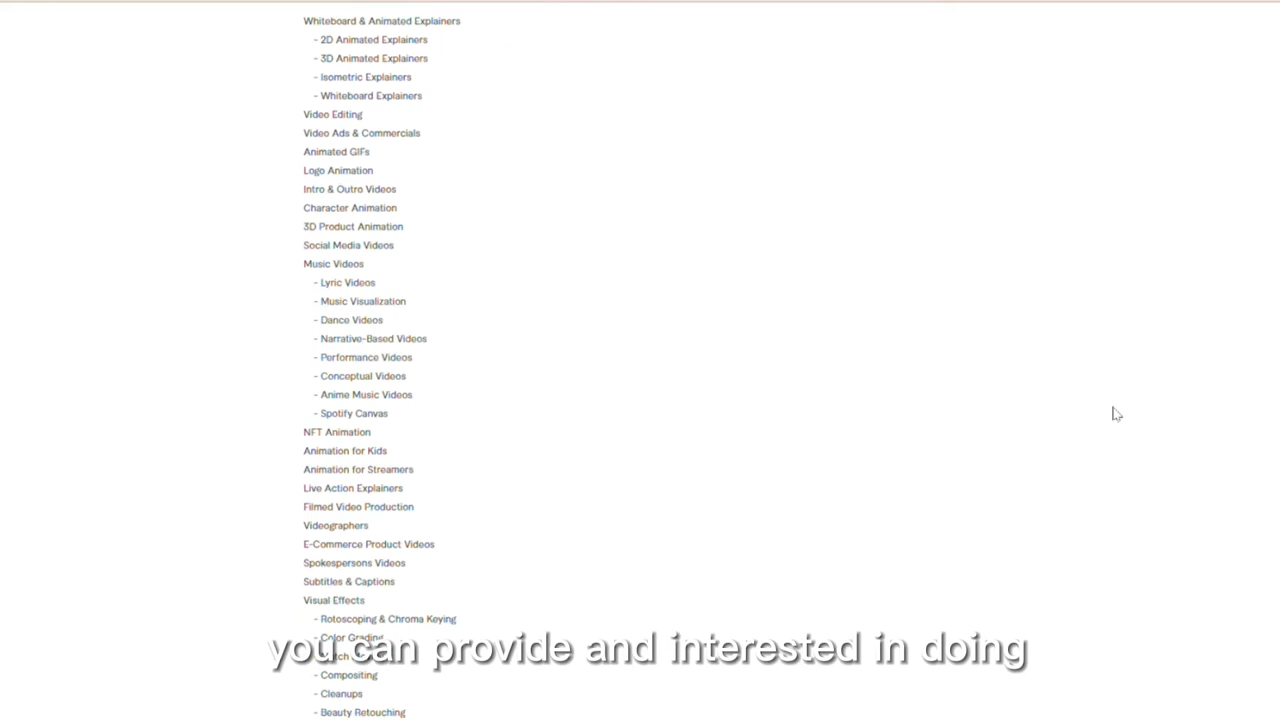 Whiteboard & Animated Explainers
- 2D Animated Explainers
- 3D Animated Explainers
- Isometric Explainers
- Whiteboard Explainers
Video Editing
Video Ads & Commercials
Animated GIFs
Logo Animation
Intro & Outro Videos
Character Animation
3D Product Animation
Social Media Videos
Music Videos
- Lyric Videos
- Music Visualization
- Dance Videos
- Narrative-Based Videos
- Performance Videos
- Conceptual Videos
- Anime Music Videos
- Spotify Canvas
NFT Animation
Animation for Kids
Animation for Streamers
Live Action Explainers
Filmed Video Production
Videographers
E-Commerce Product Videos
Spokespersons Videos
Subtitles & Captions
Visual Effects
- Rotoscoping & Chroma Keying
- Color Grading
you can provide and interested in doing
- Compositing
- Cleanups
- Beauty Retouching